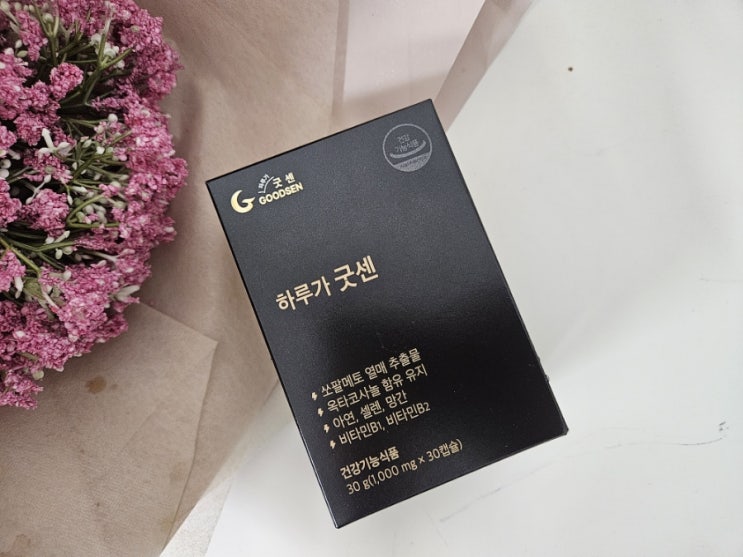 건강
기능식품
하루가
굿센
GOODSEN
하루가 굿센
쏘팔메토 열매 추출물
옥타코사놀 함유 유지
아연, 셀렌, 망간
비타민B1, 비타민B2
건강기능식품
30 g(1,000 mg × 30캡슐)